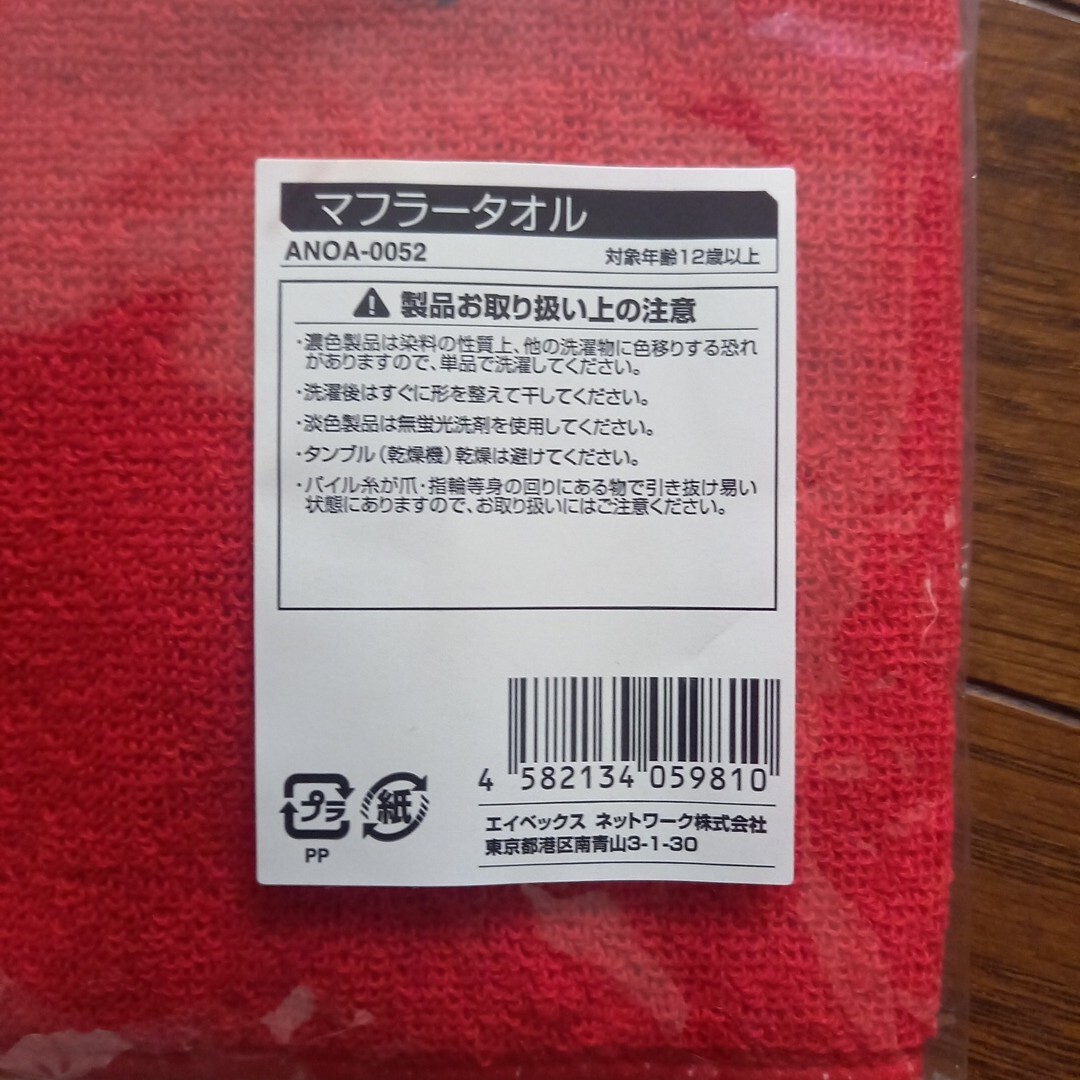 マフラータオル
ANOA-0052
対象年齢12歳以上
製品お取り扱い上の注意
・濃色製品は染料の性質上、他の洗濯物に色移りする恐れ
がありますので、単品で洗濯してください。
・洗濯後はすぐに形を整えて干してください。
・淡色製品は無蛍光洗剤を使用してください。
・タンブル(乾燥機)乾燥は避けてください。
・パイル糸が爪・指輪等身の回りにある物で引き抜け易い
状態にありますので、お取り扱いにはご注意ください。
4 582134 059810
プラ
PP
紙
エイベックス ネットワーク株式会社
東京都港区南青山3-1-30